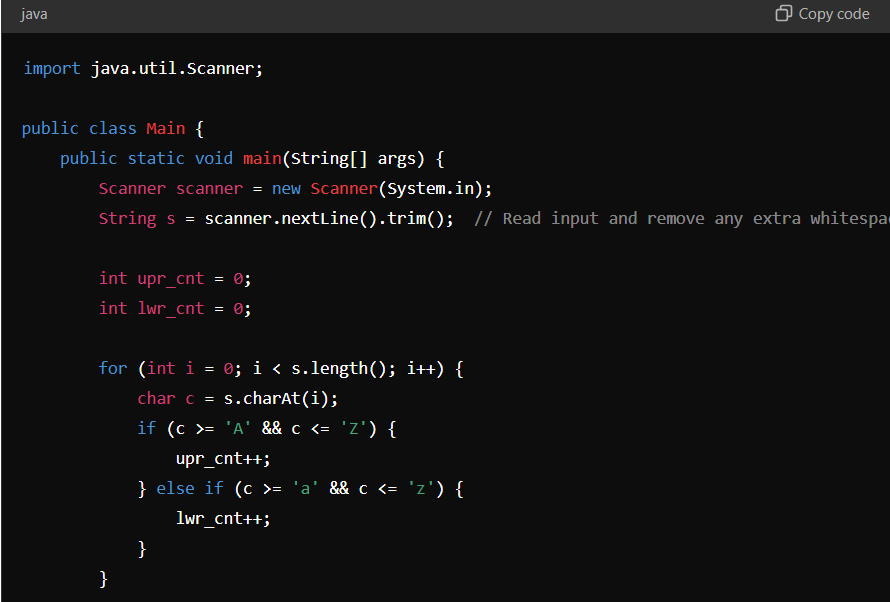 java
Copy code
import java.util.Scanner;
public class Main {
public static void main(String[] args) {
Scanner scanner = new Scanner(System.in);
String s = scanner.nextLine().trim();  // Read input and remove any extra
int upr_cnt = 0;
int lwr_cnt = 0;
for (int i = 0; i < s.length(); i++) {
char c = s.charAt(i);
if (c >= 'A' && c <= 'Z') {
upr_cnt++;
} else if (c >= 'a' && c <= 'z') {
lwr_cnt++;
}
}